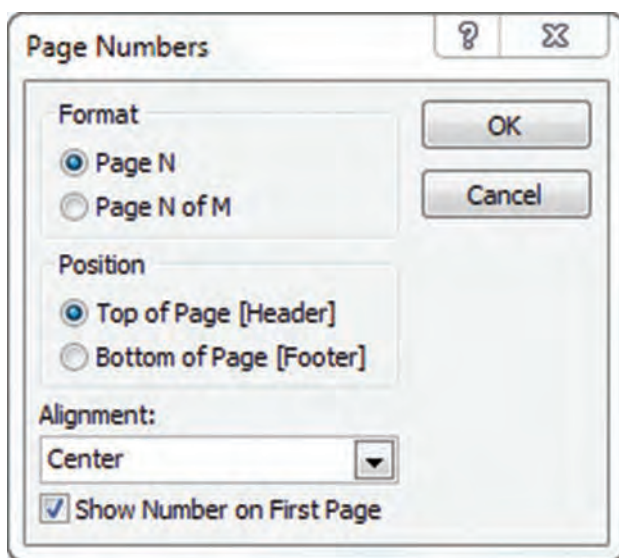 Page Numbers
Format
Page N
Page N of M
OK
Cancel
Position
Top of Page [Header]
Bottom of Page [Footer]
Alignment:
Center
Show Number on First Page